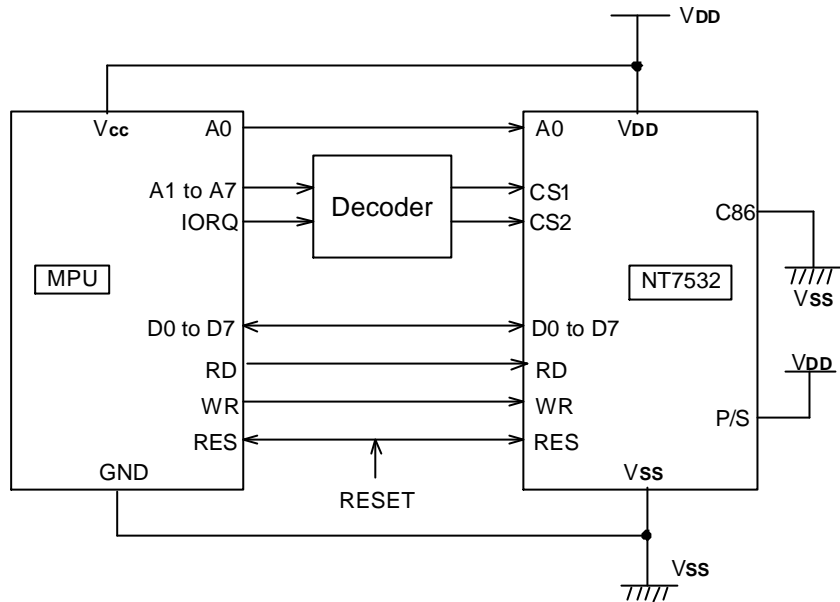 VDD
Vcc
A0
A0
VDD
A1 to A7
Decoder
CS1
IORQ
CS2
C86
MPU
NT7532
VSS
D0 to D7
D0 to D7
RD
RD
VDD
WR
WR
P/S
RES
RES
GND
RESET
VSS
VSS